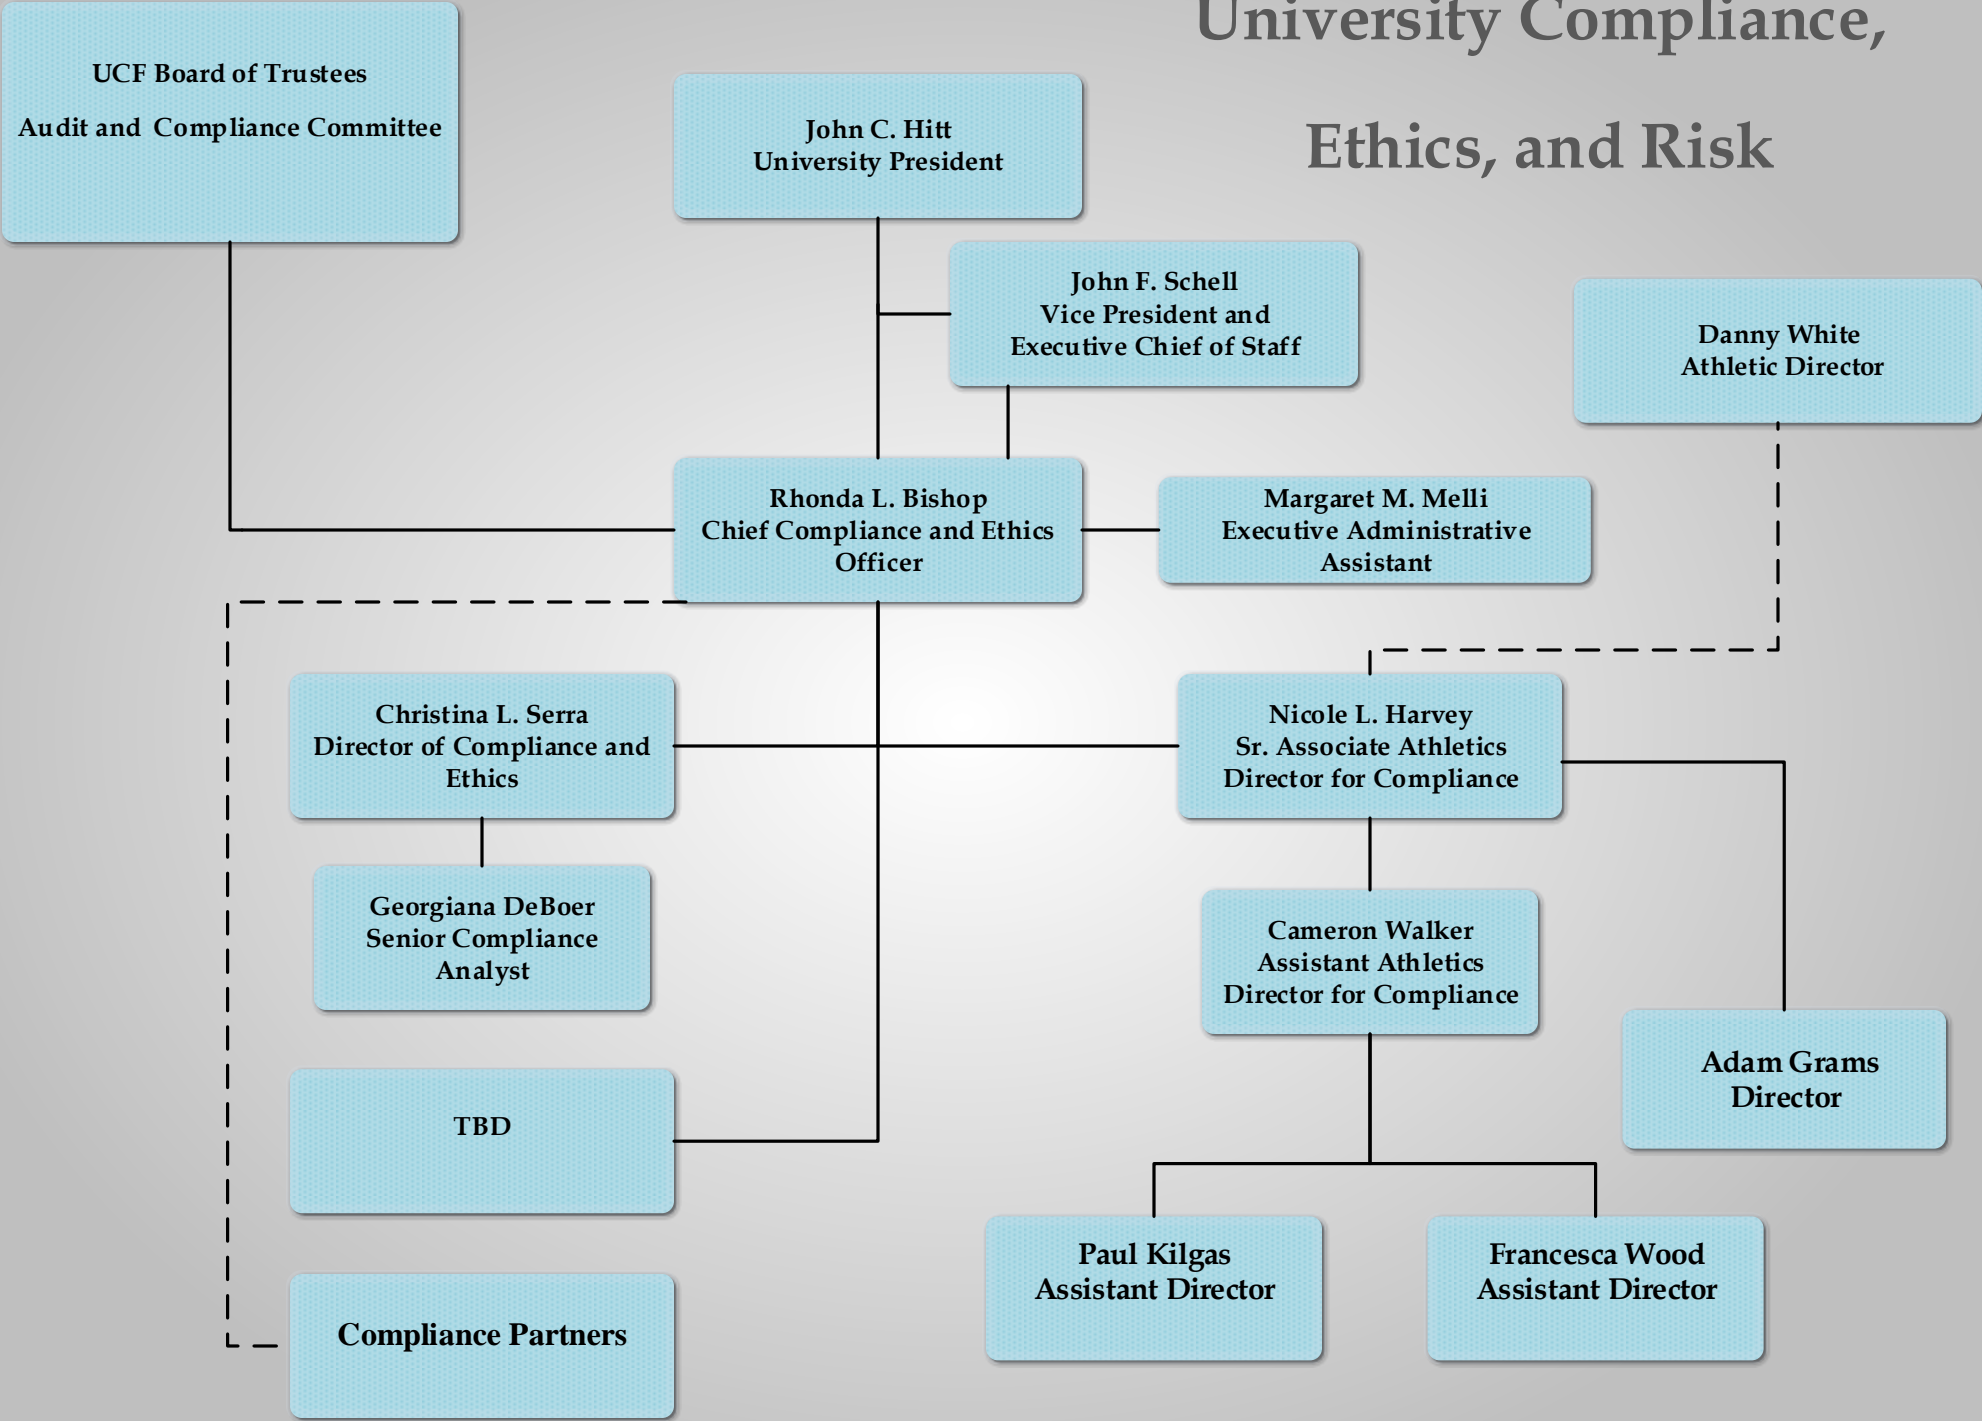 University Compliance,
Ethics, and Risk
UCF Board of Trustees
Audit and Compliance Committee
John C. Hitt
University President
John F. Schell
Vice President and
Executive Chief of Staff
Danny White
Athletic Director
Rhonda L. Bishop
Chief Compliance and Ethics
Officer
Margaret M. Melli
Executive Administrative
Assistant
Christina L. Serra
Director of Compliance and
Ethics
Nicole L. Harvey
Sr. Associate Athletics
Director for Compliance
Georgiana DeBoer
Senior Compliance
Analyst
Cameron Walker
Assistant Athletics
Director for Compliance
Adam Grams
Director
TBD
Paul Kilgas
Assistant Director
Francesca Wood
Assistant Director
Compliance Partners